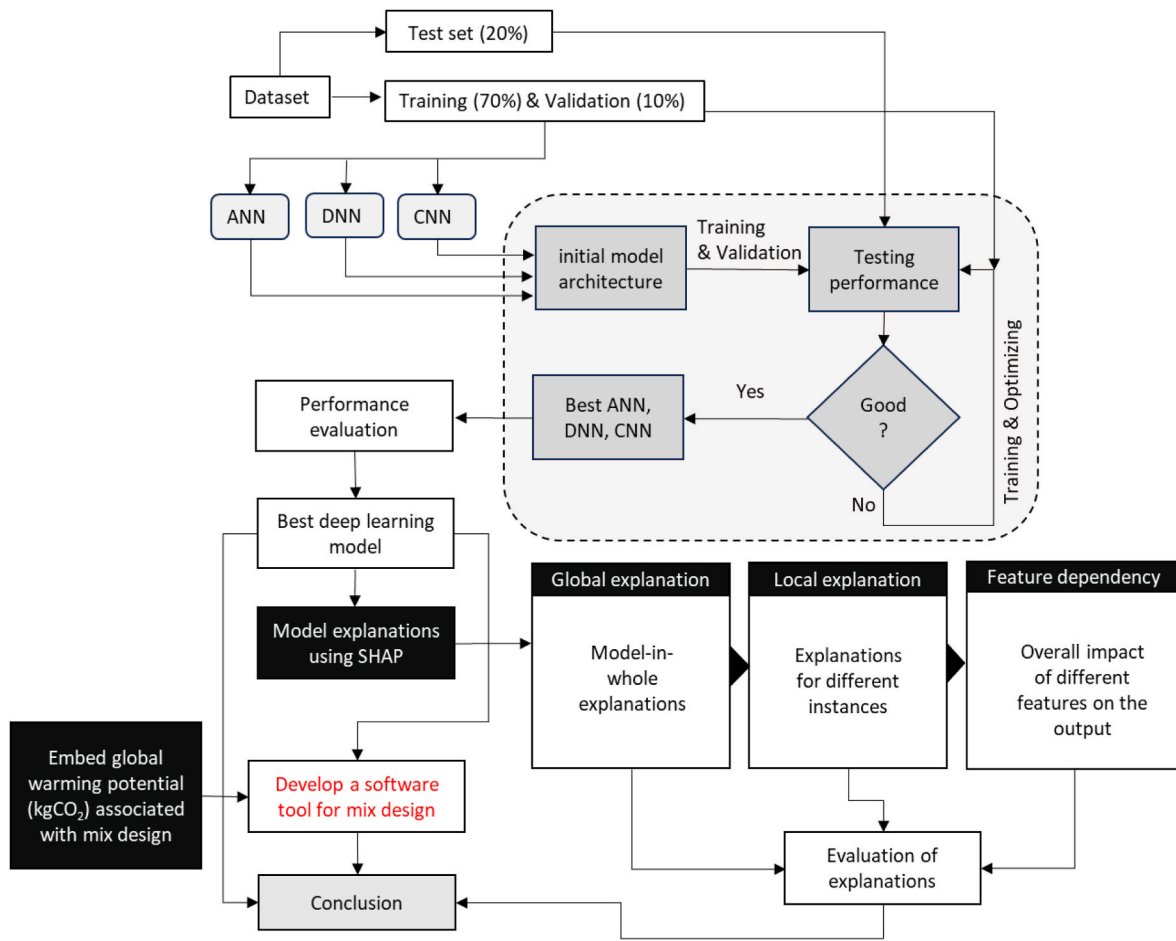 Test set (20%)
Dataset
Training (70%) & Validation (10%)
ANN
DNN
CNN
initial model
architecture
Training
& Validation
Testing
performance
Training & Optimizing
Performance
evaluation
Best ANN,
DNN, CNN
Yes
Good
?
No
Best deep learning
model
Model explanations
using SHAP
Global explanation
Model-in-
whole
explanations
Local explanation
Explanations
for different
instances
Feature dependency
Overall impact
of different
features on the
output
Embed global
warming potential
(kgCO₂) associated
with mix design
Develop a software
tool for mix design
Evaluation of
explanations
Conclusion